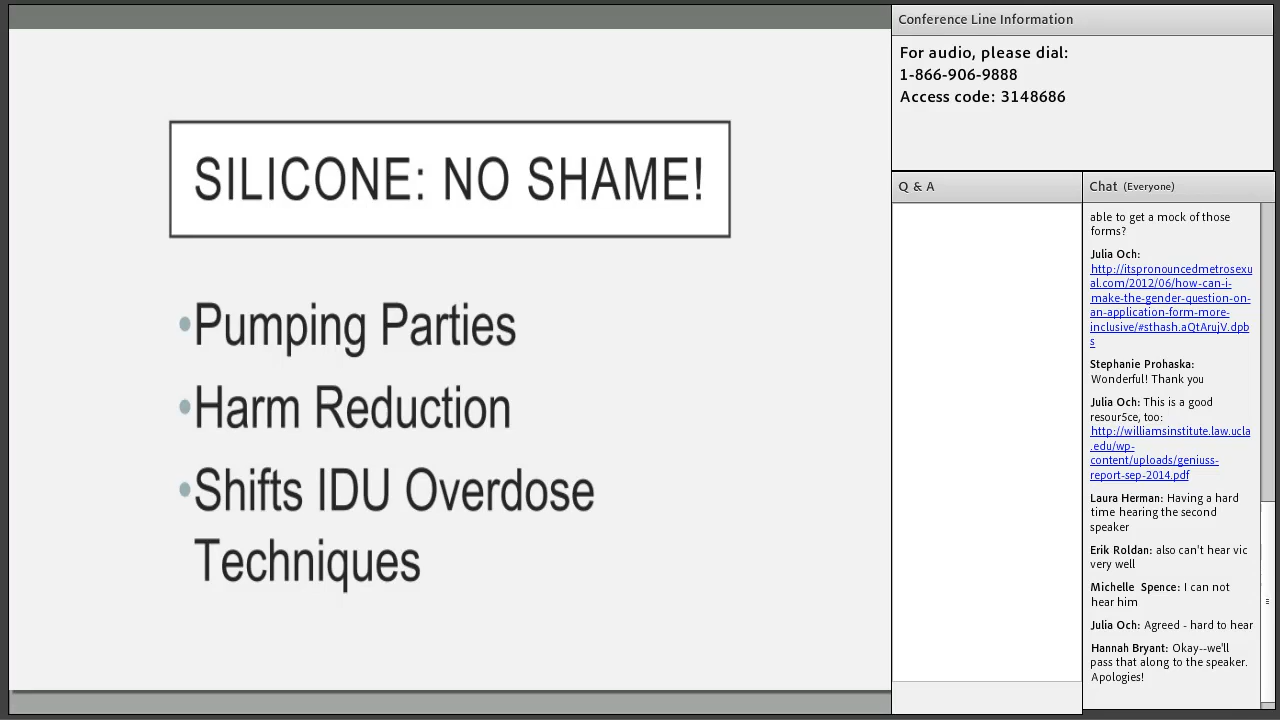 SILICONE: NO SHAME!
•Pumping Parties
•Harm Reduction
•Shifts IDU Overdose
Techniques
Conference Line Information
For audio, please dial:
1-866-906-9888
Access code: 3148686
Q & A
Chat (Everyone)
able to get a mock of those
forms?
Julia Och:
http://itspronouncedmetrosexu
al.com/2012/06/how-can-i-
make-the-gender-question-on-
an-application-form-more-
inclusive/#sthash.aQtArujV.dpb
s
Stephanie Prohaska:
Wonderful! Thank you
Julia Och: This is a good
resour5ce, too:
http://williamsinstitute.law.ucla
.edu/wp-
content/uploads/geniuss-
report-sep-2014.pdf
Laura Herman: Having a hard
time hearing the second
speaker
Erik Roldan: also can't hear vic
very well
Michelle Spence: I can not
hear him
Julia Och: Agreed - hard to hear
Hannah Bryant: Okay--we'll
pass that along to the speaker.
Apologies!